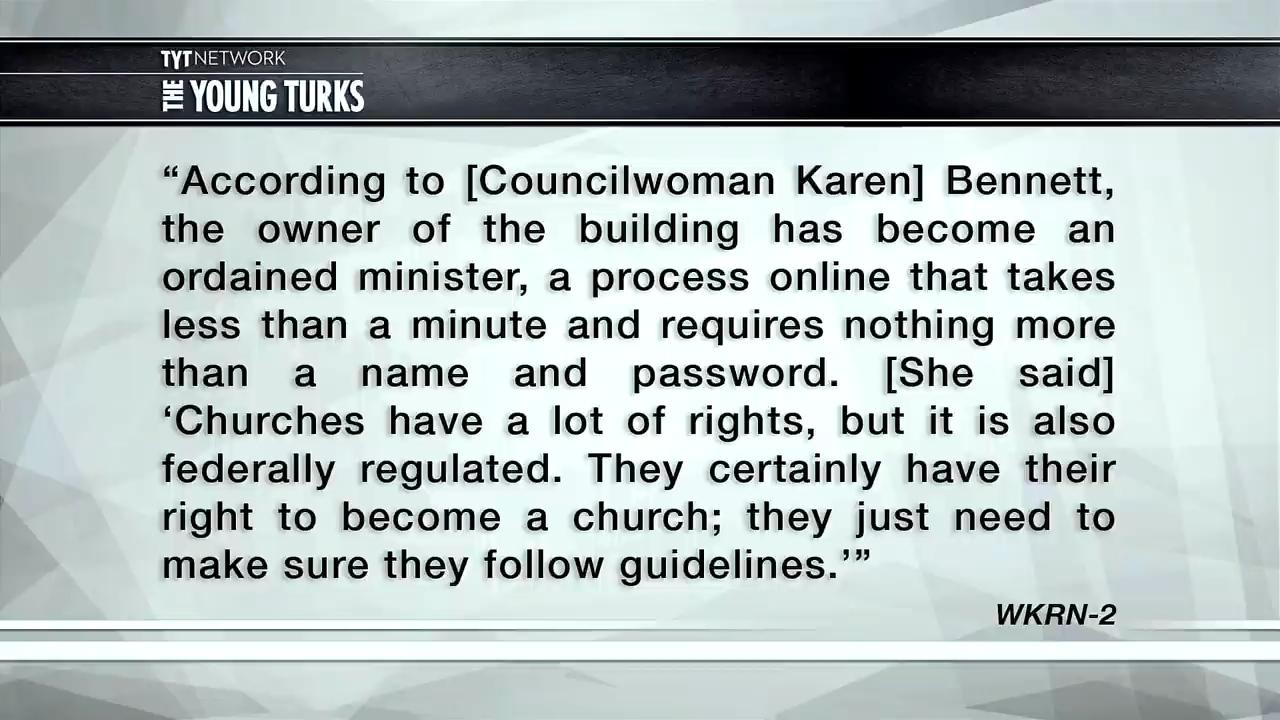 TYT NETWORK
THE YOUNG TURKS
“According to [Councilwoman Karen] Bennett,
the owner of the building has become an
ordained minister, a process online that takes
less than a minute and requires nothing more
than a name and password. [She said]
‘Churches have a lot of rights, but it is also
federally regulated. They certainly have their
right to become a church; they just need to
make sure they follow guidelines.’”
WKRN-2